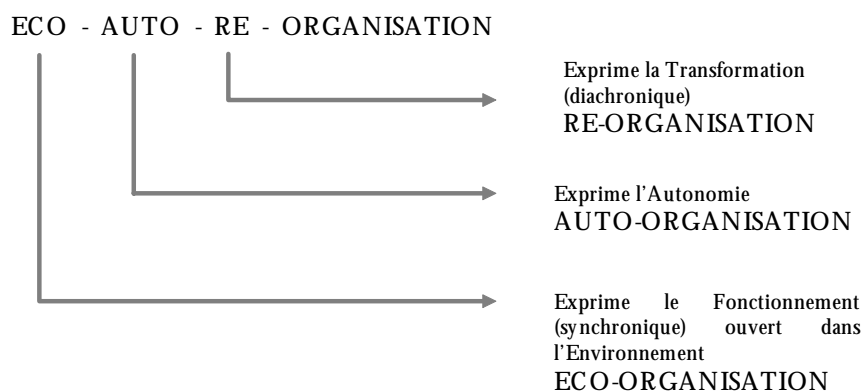 ECO - AUTO - RE - ORGANISATION
Exprime la Transformation
(diachronique)
RE-ORGANISATION
Exprime l'Autonomie
AUTO-ORGANISATION
Exprime le Fonctionnement
(synchronique) ouvert dans
l'Environnement
ECO-ORGANISATION